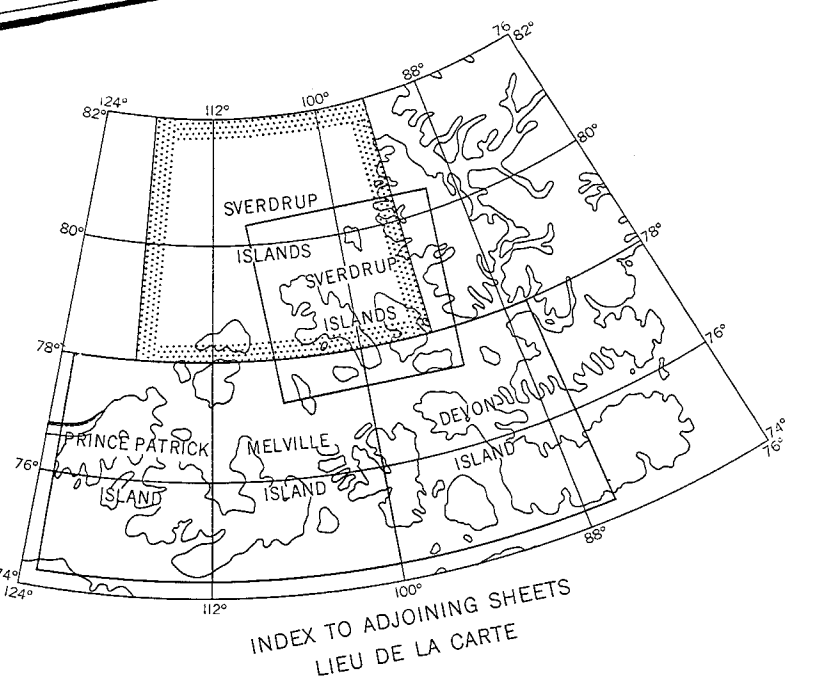 76
82°
88°
124°
100°
82°
112°
80°
SVERDRUP
80°
ISLANDS
78°
SVERDRUP
ISLANDS
78°
76°
DEVON
74°
76°
PRINCE PATRICK
MELVILLE
ISLAND
76°
ISLAND
ISLAND
88°
74°
124°
100°
112°
INDEX TO ADJOINING SHEETS
LIEU DE LA CARTE